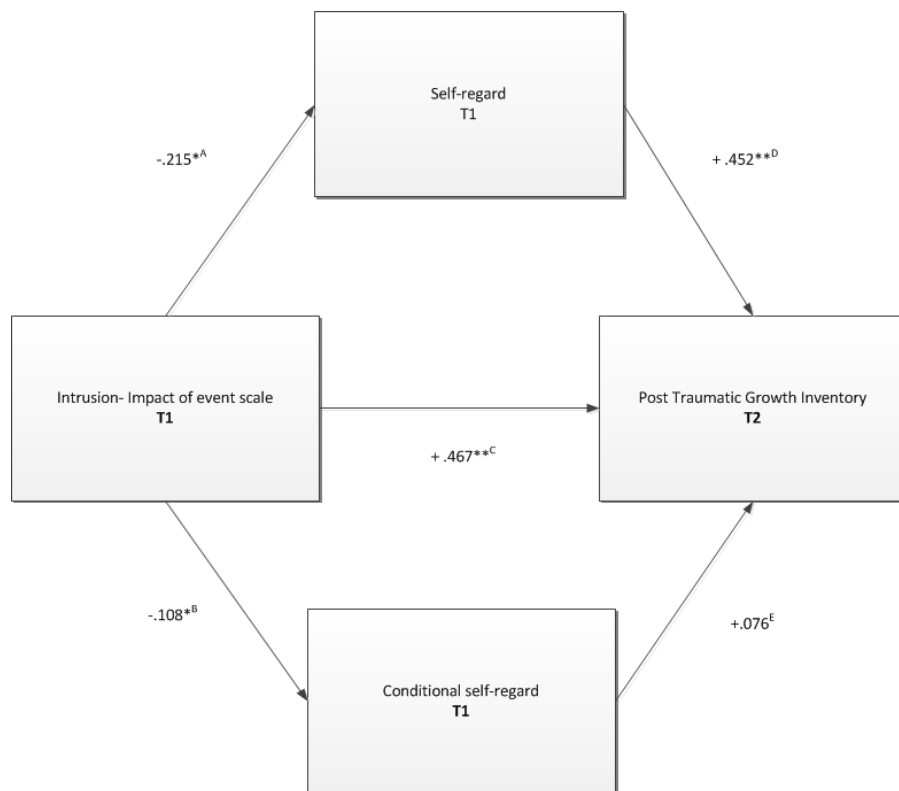 Self-regard
T1
-.215*ᴬ
+ .452**ᴰ
Intrusion- Impact of event scale
T1
Post Traumatic Growth Inventory
T2
+ .467**ᶜ
-.108*ᴮ
+.076ᴱ
Conditional self-regard
T1